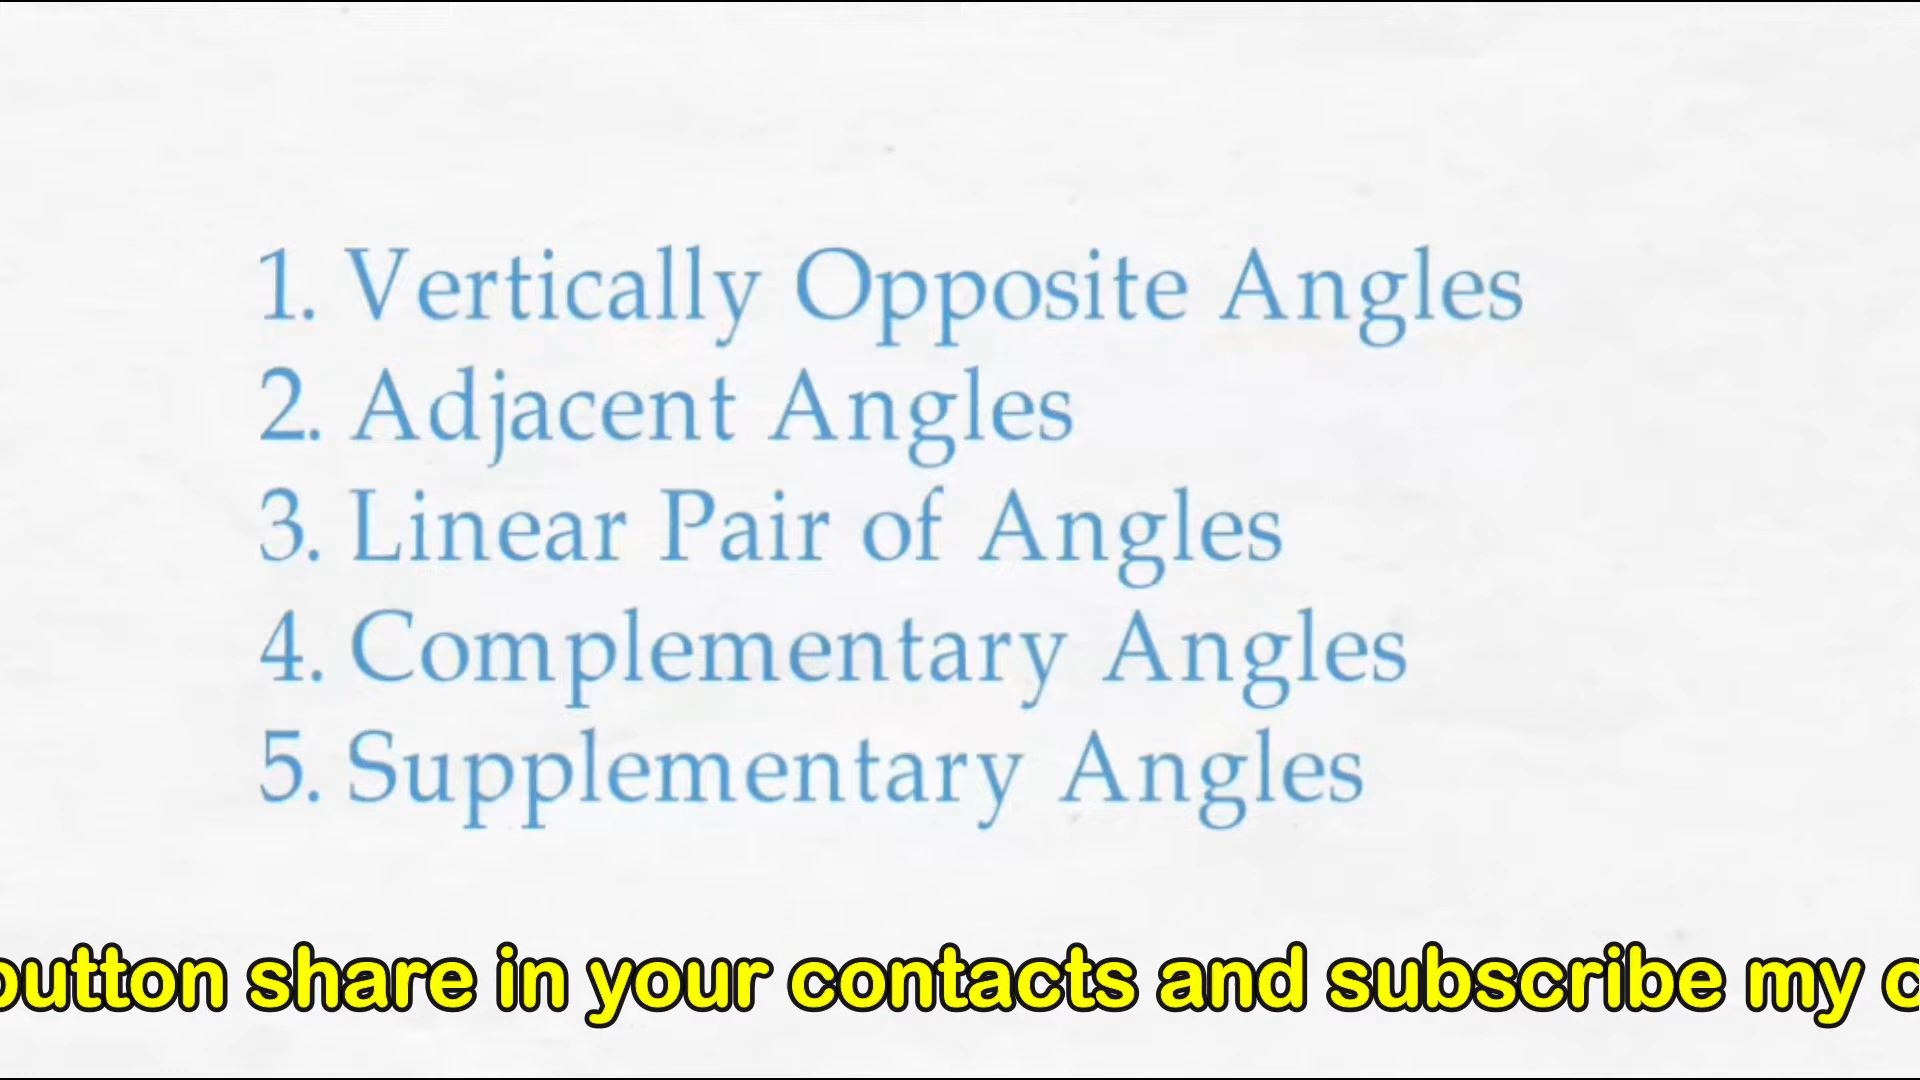 1. Vertically Opposite Angles
2. Adjacent Angles
3. Linear Pair of Angles
4. Complementary Angles
5. Supplementary Angles
button share in your contacts and subscribe my